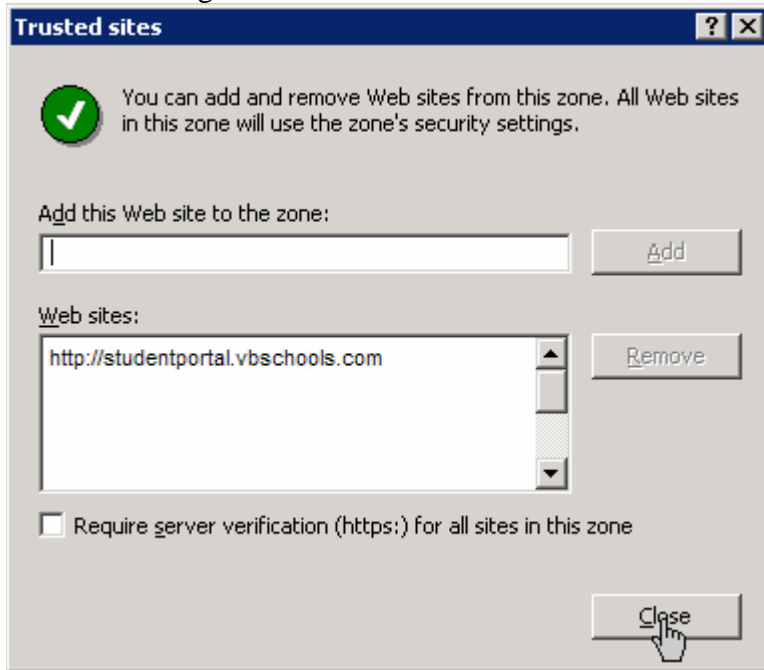 Trusted sites
You can add and remove Web sites from this zone. All Web sites
in this zone will use the zone's security settings.
Add this Web site to the zone:
Add
Web sites:
http://studentportal.vbschools.com
Remove
Require server verification (https:) for all sites in this zone
Close